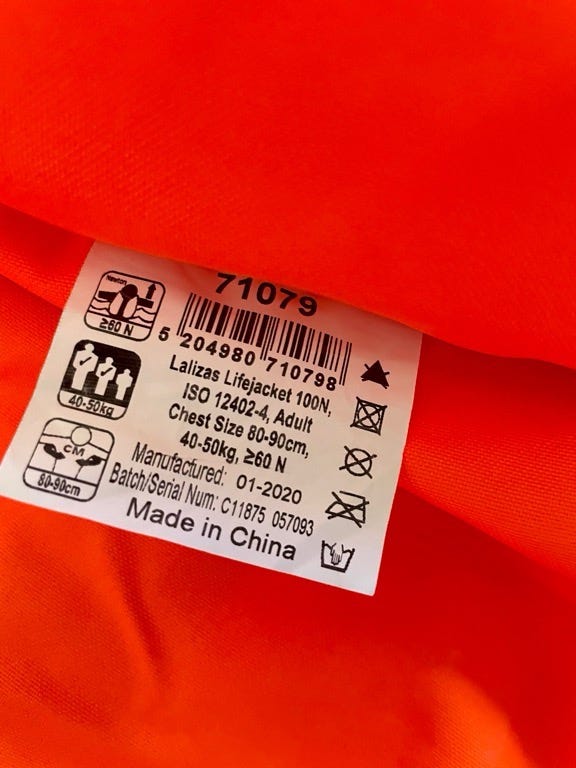 71079
5 204980 710798
Lalizas Lifejacket 100N,
ISO 12402-4, Adult
Chest Size 80-90cm,
40-50kg, ≥60 N
Manufactured: 01-2020
Batch/Serial Num: C11875 057093
Made in China
Newton
≥60 N
40-50kg
CM
80-90cm